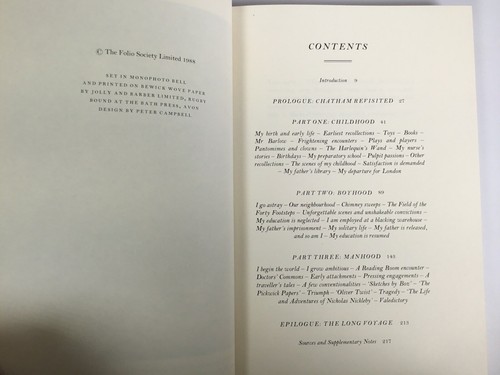 © The Folio Society Limited 1988
SET IN MONOPHOTO BELL
AND PRINTED ON BEWICK WOVE PAPER
BY JOLLY AND BARBER LIMITED, RUGBY
BOUND AT THE BATH PRESS, AVON
DESIGN BY PETER CAMPBELL
CONTENTS
Introduction 9
PROLOGUE: CHATHAM REVISITED 27
PART ONE: CHILDHOOD 41
My birth and early life – Earliest recollections – Toys – Books –
Mr Barlow – Frightening encounters – Plays and players –
Pantomimes and clowns – The Harlequin's Wand – My nurse's
stories – Birthdays – My preparatory school – Pulpit passions – Other
recollections – The scenes of my childhood – Satisfaction is demanded
– My father's library – My departure for London
PART TWO: BOYHOOD 89
I go astray – Our neighbourhood – Chimney sweeps – The Field of the
Forty Footsteps – Unforgettable scenes and unshakeable convictions –
My education is neglected – I am employed at a blacking warehouse –
My father's imprisonment – My solitary life – My father is released,
and so am I – My education is resumed
PART THREE: MANHOOD 145
I begin the world – I grow ambitious – A Reading Room encounter –
Doctors' Commons – Early attachments – Pressing engagements – A
traveller's tales – A few conventionalities – 'Sketches by Boz' – 'The
Pickwick Papers' – Triumph – 'Oliver Twist' – Tragedy – 'The Life
and Adventures of Nicholas Nickleby' – Valedictory
EPILOGUE: THE LONG VOYAGE 213
Sources and Supplementary Notes 217